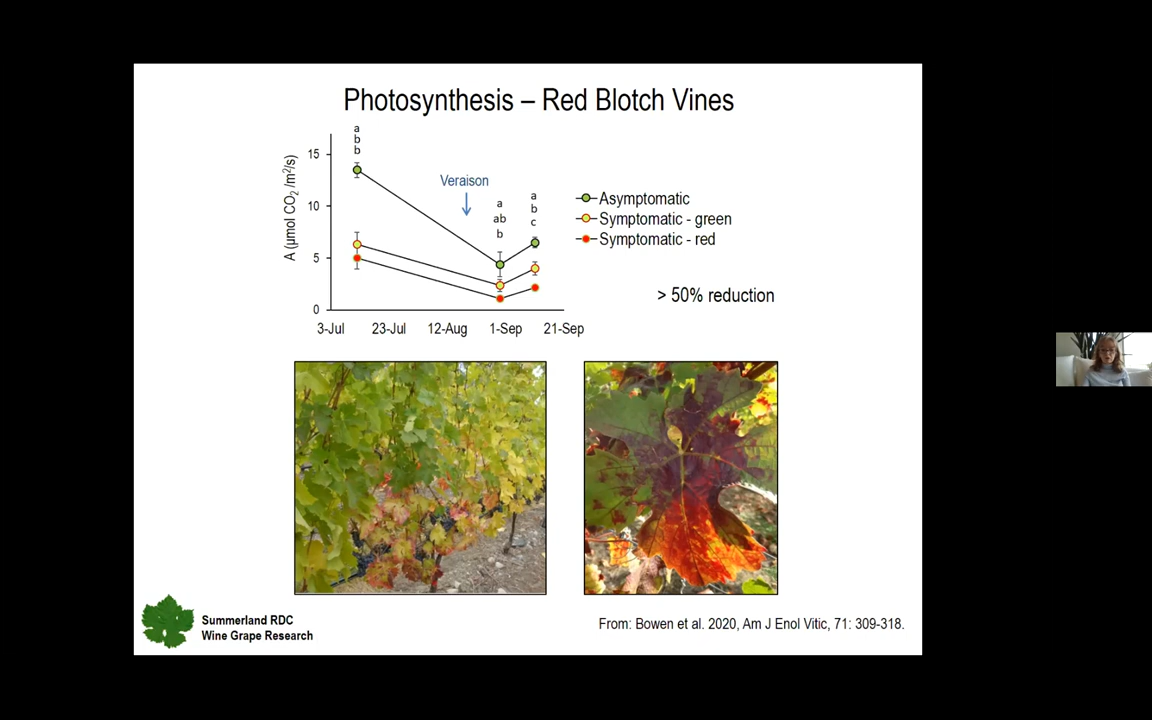 Photosynthesis – Red Blotch Vines
a
b
b
15
10
5
0
A (µmol CO₂ /m²/s)
Veraison
a
ab
b
a
b
c
3-Jul 23-Jul 12-Aug 1-Sep 21-Sep
Asymptomatic
Symptomatic - green
Symptomatic - red
> 50% reduction
Summerland RDC
Wine Grape Research
From: Bowen et al. 2020, Am J Enol Vitic, 71: 309-318.